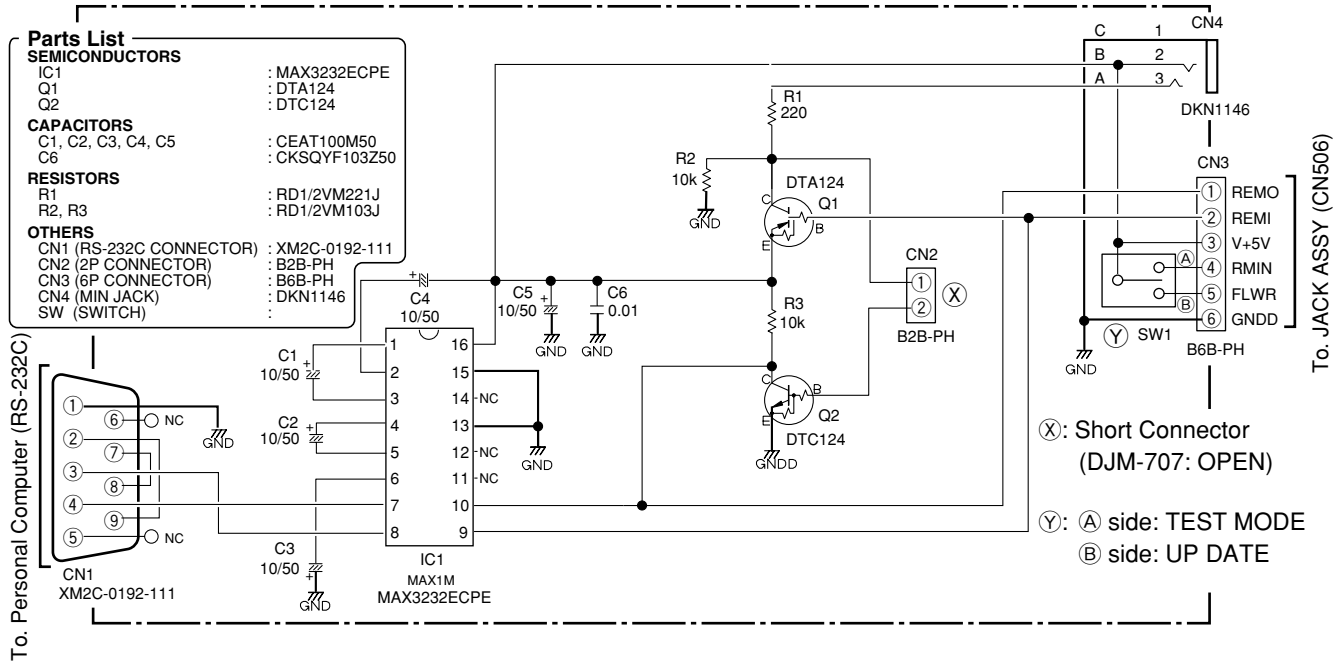 Parts List
SEMICONDUCTORS
IC1 : MAX3232ECPE
Q1 : DTA124
Q2 : DTC124
CAPACITORS
C1, C2, C3, C4, C5 : CEAT100M50
C6 : CKSQYF103Z50
RESISTORS
R1 : RD1/2VM221J
R2, R3 : RD1/2VM103J
OTHERS
CN1 (RS-232C CONNECTOR) : XM2C-0192-111
CN2 (2P CONNECTOR) : B2B-PH
CN3 (6P CONNECTOR) : B6B-PH
CN4 (MIN JACK) : DKN1146
SW (SWITCH) :
C 1 CN4
B 2
A 3
DKN1146
R1
220
R2
10k
GND
DTA124
Q1
C
B
E
CN3
① REMO
② REMI
③ V+5V
④ RMIN
⑤ FLWR
⑥ GNDD
B6B-PH
Ⓐ
Ⓑ
Ⓨ SW1
GND
To. JACK ASSY (CN506)
CN2
①
②
Ⓧ
B2B-PH
+
C4
10/50
C5 +
10/50
GND
C6
0.01
GND
R3
10k
C
B
E
Q2
DTC124
GNDD
C1 +
10/50
C2 +
10/50
C3
10/50 +
GND
1 16
2 15
3 14 -NC
4 13
5 12 -NC
6 11 -NC
7 10
8 9
GND
IC1
MAX1M
MAX3232ECPE
To. Personal Computer (RS-232C)
①
⑥ NC
②
⑦
③
⑧
④
⑨
⑤ NC
GND
CN1
XM2C-0192-111
Ⓧ: Short Connector
(DJM-707: OPEN)
Ⓨ: Ⓐ side: TEST MODE
Ⓑ side: UP DATE